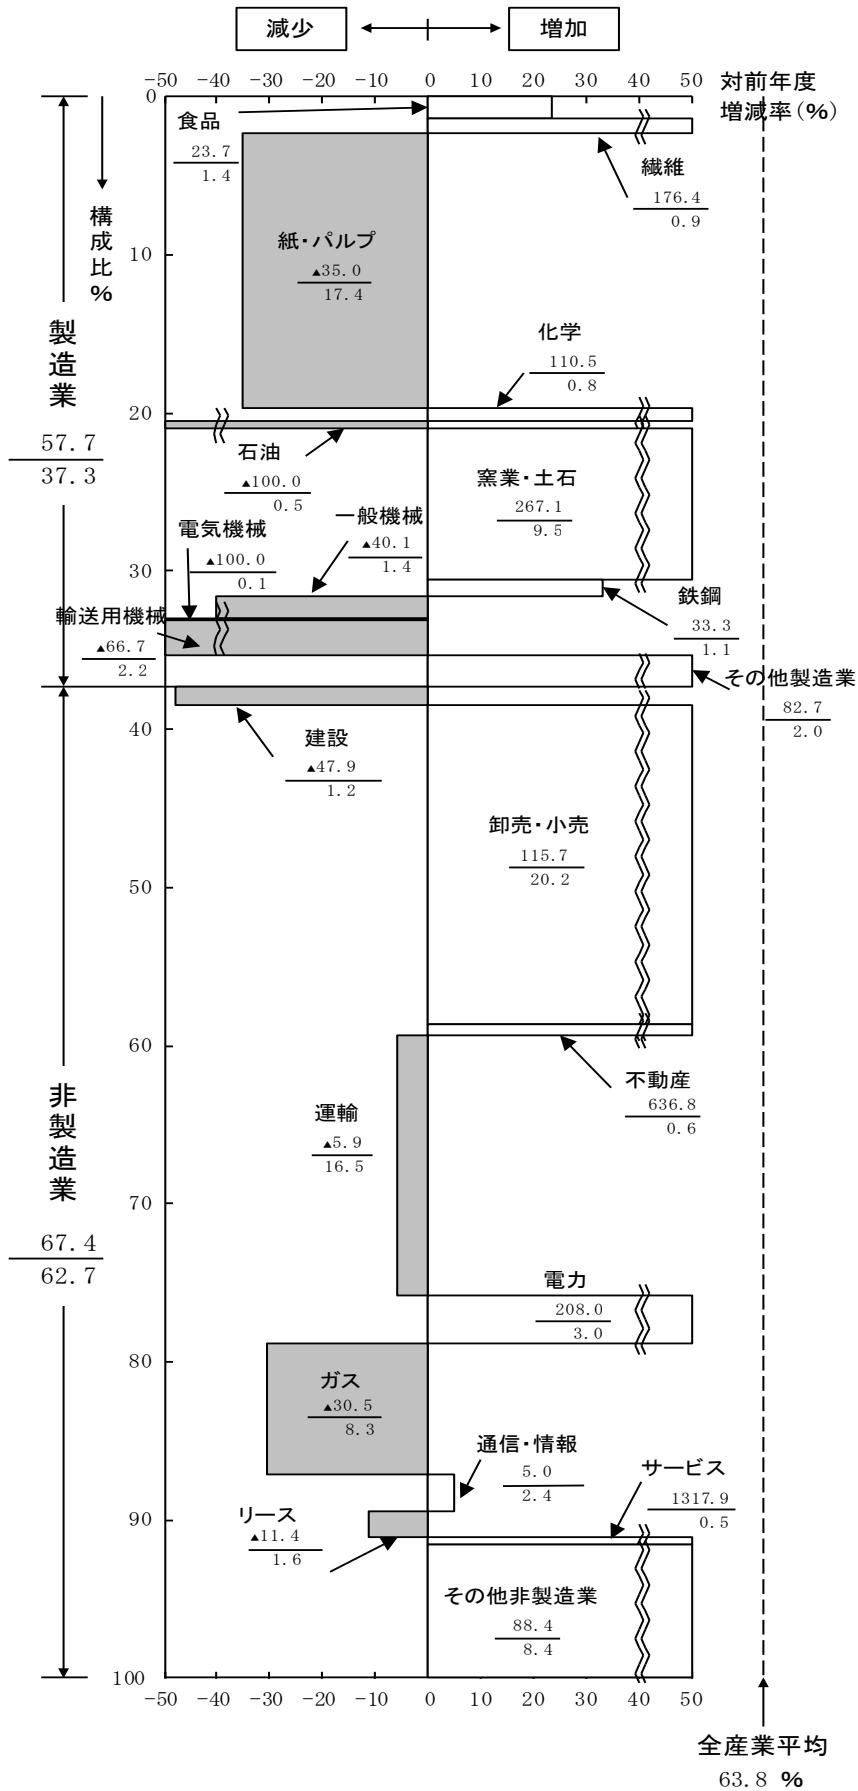 減少
増加
-50 -40 -30 -20 -10 0 10 20 30 40 50
対前年度
増減率(%)
0
10
20
30
40
50
60
70
80
90
100
構成比%
製造業
57.7
37.3
食品
23.7
1.4
繊維
176.4
0.9
紙・パルプ
▲35.0
17.4
化学
110.5
0.8
石油
▲100.0
0.5
窯業・土石
267.1
9.5
一般機械
▲40.1
1.4
電気機械
▲100.0
0.1
鉄鋼
33.3
1.1
輸送用機械
▲66.7
2.2
その他製造業
82.7
2.0
非製造業
67.4
62.7
建設
▲47.9
1.2
卸売・小売
115.7
20.2
不動産
636.8
0.6
運輸
▲5.9
16.5
電力
208.0
3.0
ガス
▲30.5
8.3
通信・情報
5.0
2.4
リース
▲11.4
1.6
サービス
1317.9
0.5
その他非製造業
88.4
8.4
-50 -40 -30 -20 -10 0 10 20 30 40 50
全産業平均
63.8 %